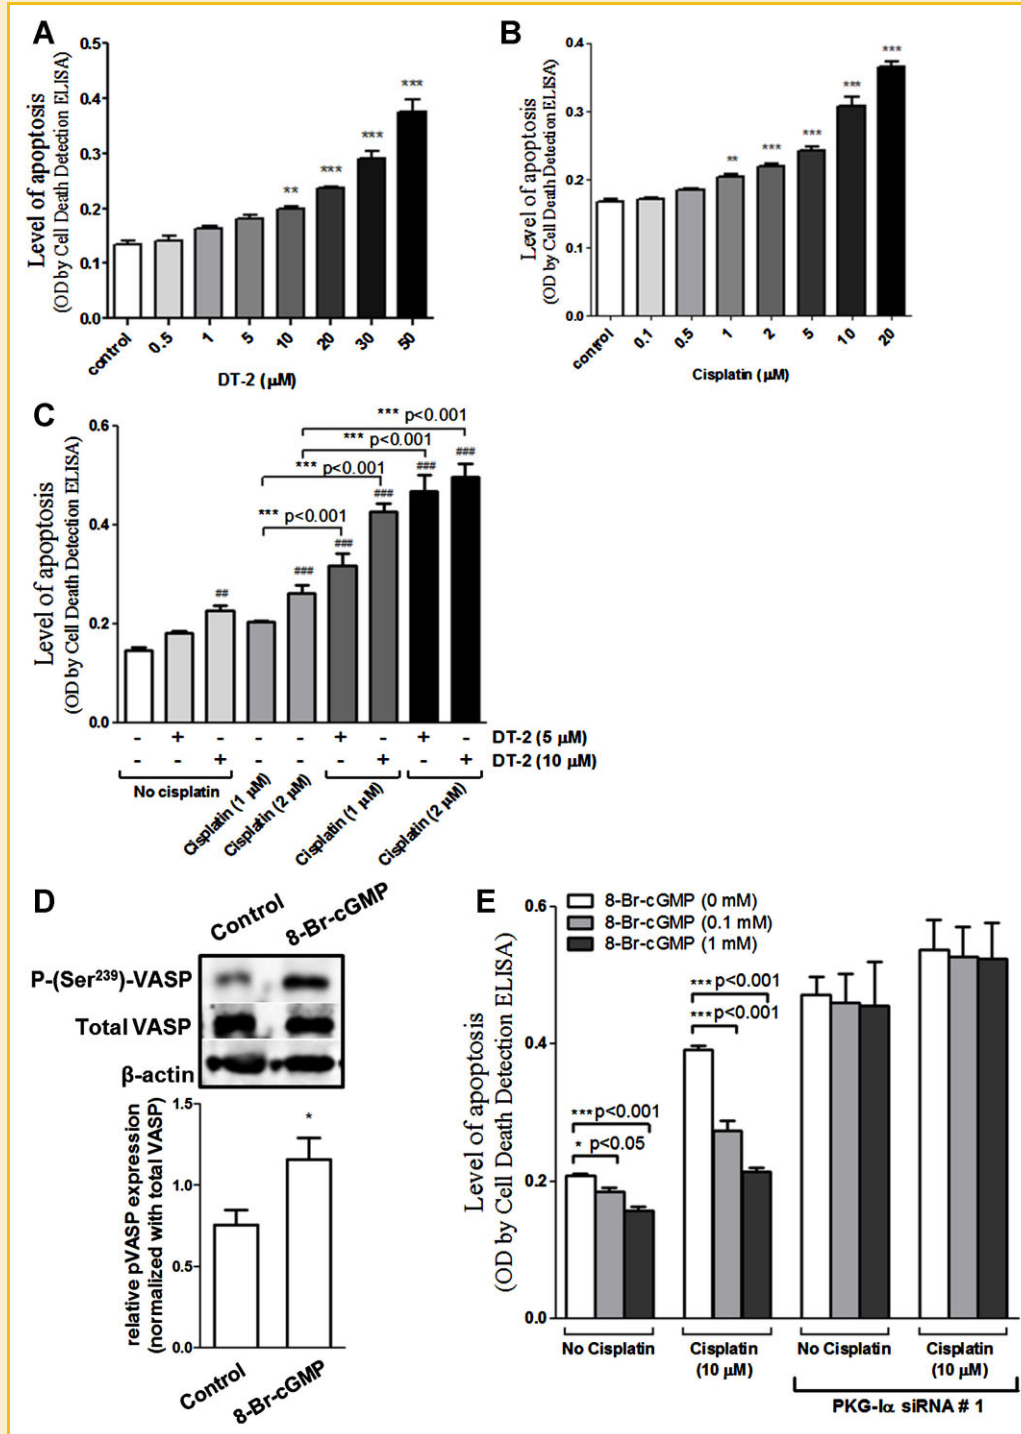 A
Level of apoptosis
(OD by Cell Death Detection ELISA)
0.5
0.4
0.3
0.2
0.1
0.0
**
***
***
***
control
0.5
1
5
10
20
30
50
DT-2 (µM)
B
Level of apoptosis
(OD by Cell Death Detection ELISA)
0.4
0.3
0.2
0.1
0.0
**
***
***
***
***
control
0.1
0.5
1
2
5
10
20
Cisplatin (µM)
C
Level of apoptosis
(OD by Cell Death Detection ELISA)
0.6
0.4
0.2
0.0
*** p<0.001
*** p<0.001
*** p<0.001
*** p<0.001
##
###
###
###
###
###
- + - - - + - + - DT-2 (5 µM)
- - + - - - + - + DT-2 (10 µM)
No cisplatin
Cisplatin (1 µM)
Cisplatin (2 µM)
Cisplatin (1 µM)
Cisplatin (2 µM)
D
Control
8-Br-cGMP
P-(Ser239)-VASP
Total VASP
β-actin
relative pVASP expression
(normalized with total VASP)
1.5
1.0
0.5
0.0
*
Control
8-Br-cGMP
E
8-Br-cGMP (0 mM)
8-Br-cGMP (0.1 mM)
8-Br-cGMP (1 mM)
Level of apoptosis
(OD by Cell Death Detection ELISA)
0.6
0.4
0.2
0.0
***p<0.001
***p<0.001
***p<0.001
* p<0.05
No Cisplatin
Cisplatin
(10 µM)
No Cisplatin
Cisplatin
(10 µM)
PKG-Iα siRNA # 1